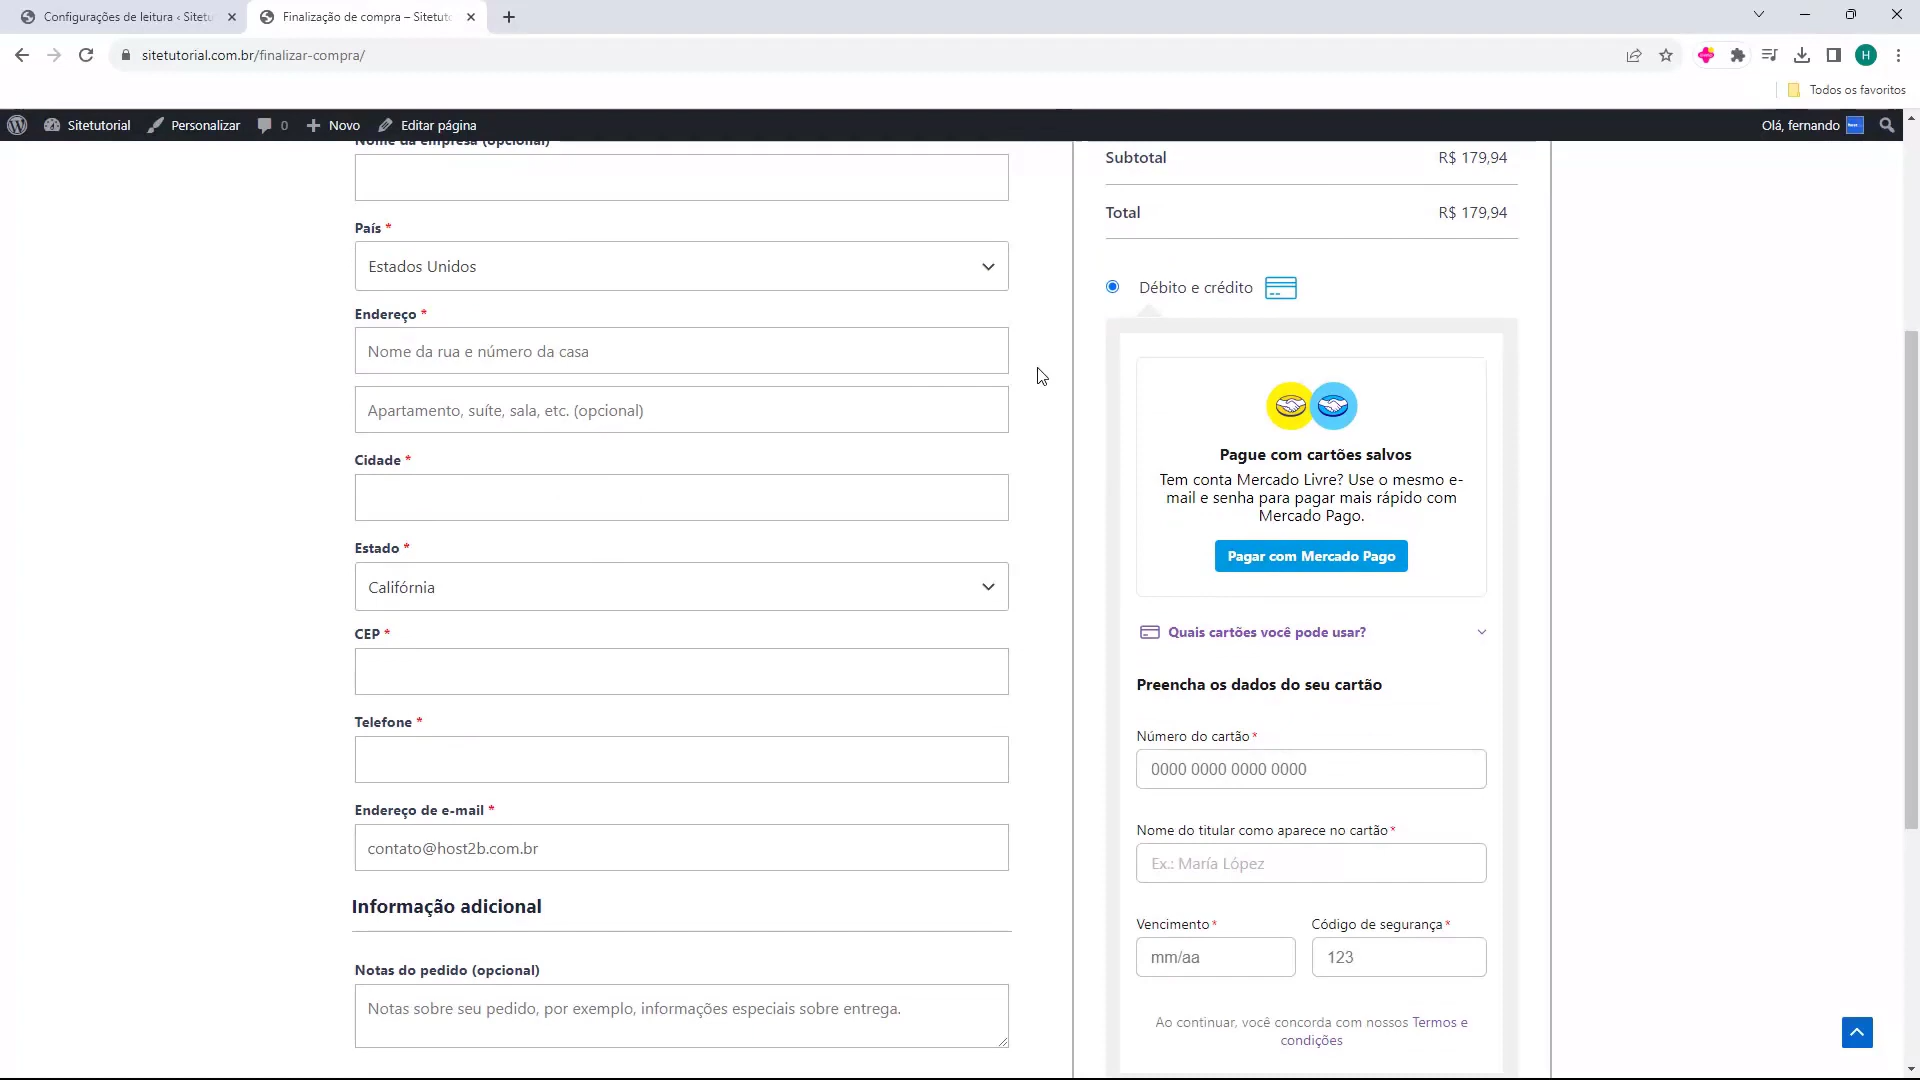 Configurações de leitura ‹ Sitetu
Finalização de compra – Sitetuto
sitetutorial.com.br/finalizar-compra/
H
Todos os favoritos
Sitetutorial
Personalizar
0
Novo
Editar página
Olá, fernando
Nome da empresa (opcional)
País *
Estados Unidos
Endereço *
Nome da rua e número da casa
Apartamento, suíte, sala, etc. (opcional)
Cidade *
Estado *
Califórnia
CEP *
Telefone *
Endereço de e-mail *
contato@host2b.com.br
Informação adicional
Notas do pedido (opcional)
Notas sobre seu pedido, por exemplo, informações especiais sobre entrega.
Subtotal R$ 179,94
Total R$ 179,94
Débito e crédito
Pague com cartões salvos
Tem conta Mercado Livre? Use o mesmo e-
mail e senha para pagar mais rápido com
Mercado Pago.
Pagar com Mercado Pago
Quais cartões você pode usar?
Preencha os dados do seu cartão
Número do cartão*
0000 0000 0000 0000
Nome do titular como aparece no cartão*
Ex.: María López
Vencimento* Código de segurança*
mm/aa 123
Ao continuar, você concorda com nossos Termos e
condições